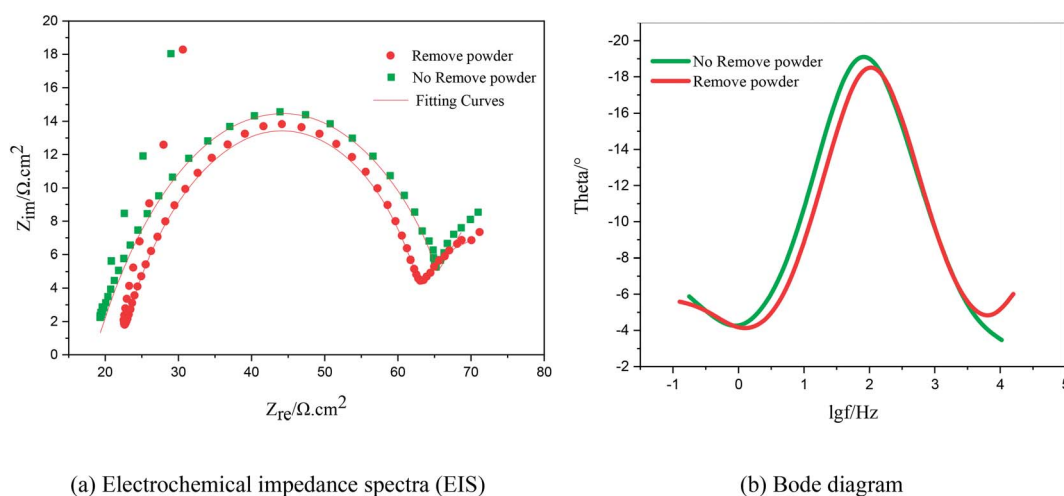 20
18
16
14
12
10
8
6
4
2
0
Z_im/Ω.cm²
Remove powder
No Remove powder
Fitting Curves
20 30 40 50 60 70 80
Z_re/Ω.cm²
(a) Electrochemical impedance spectra (EIS)
-20
-18
-16
-14
-12
-10
-8
-6
-4
-2
Theta/°
No Remove powder
Remove powder
-1 0 1 2 3 4 5
lgf/Hz
(b) Bode diagram